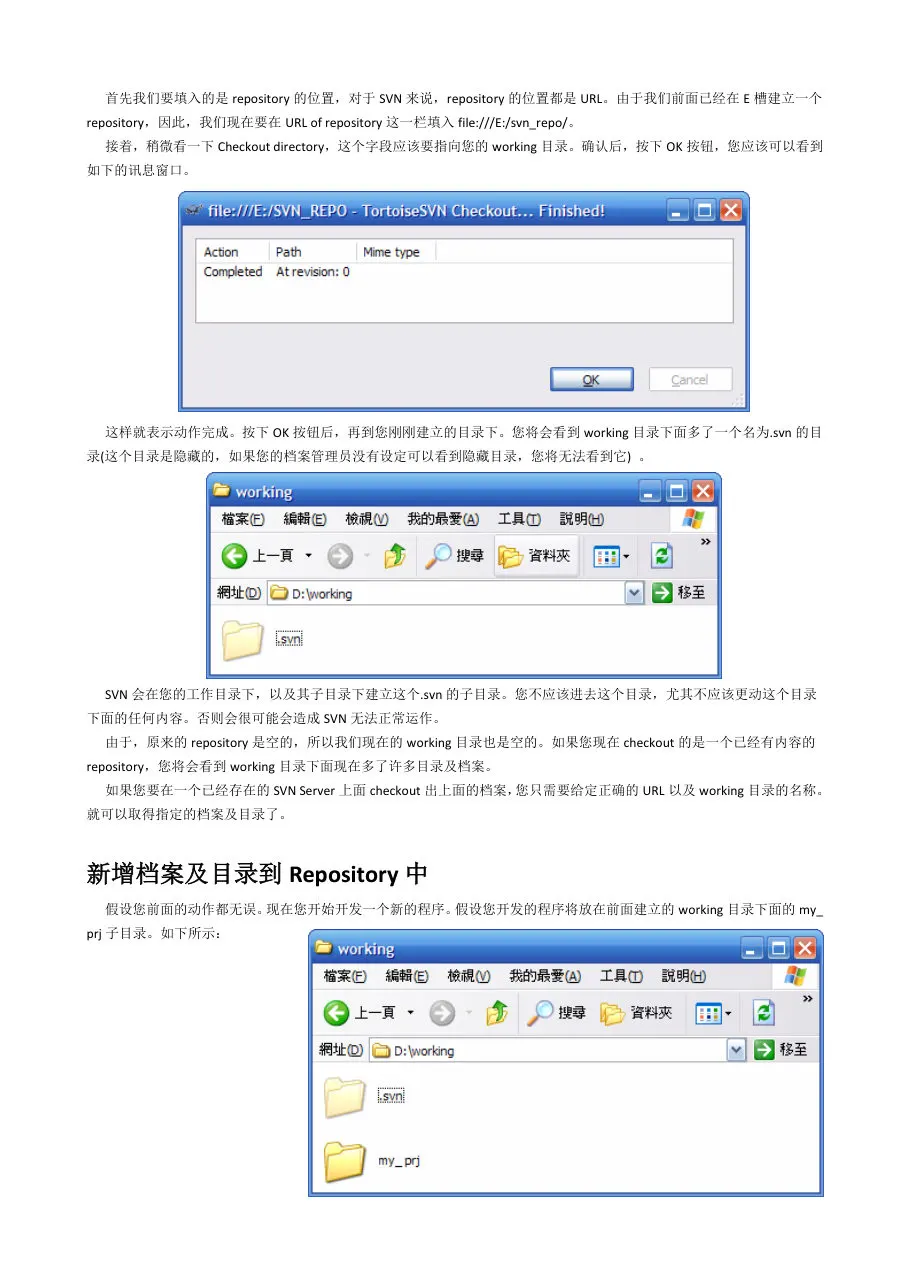 首先我们要填入的是 repository 的位置，对于 SVN 来说，repository 的位置都是 URL。由于我们前面已经在 E 槽建立一个
repository，因此，我们现在要在 URL of repository 这一栏填入 file:///E:/svn_repo/。
接着，稍微看一下 Checkout directory，这个字段应该要指向您的 working 目录。确认后，按下 OK 按钮，您应该可以看到
如下的讯息窗口。
file:///E:/SVN_REPO - TortoiseSVN Checkout... Finished!
Action Path Mime type
Completed At revision: 0
OK Cancel
这样就表示动作完成。按下 OK 按钮后，再到您刚刚建立的目录下。您将会看到 working 目录下面多了一个名为.svn 的目
录(这个目录是隐藏的，如果您的档案管理员没有设定可以看到隐藏目录，您将无法看到它) 。
working
檔案(F) 編輯(E) 檢視(V) 我的最愛(A) 工具(T) 說明(H)
上一頁 搜尋 資料夾 »
網址(D) D:\working 移至
.svn
SVN 会在您的工作目录下，以及其子目录下建立这个.svn 的子目录。您不应该进去这个目录，尤其不应该更动这个目录
下面的任何内容。否则会很可能会造成 SVN 无法正常运作。
由于，原来的 repository 是空的，所以我们现在的 working 目录也是空的。如果您现在 checkout 的是一个已经有内容的
repository，您将会看到 working 目录下面现在多了许多目录及档案。
如果您要在一个已经存在的 SVN Server 上面 checkout 出上面的档案，您只需要给定正确的 URL 以及 working 目录的名称。
就可以取得指定的档案及目录了。
新增档案及目录到 Repository 中
假设您前面的动作都无误。现在您开始开发一个新的程序。假设您开发的程序将放在前面建立的 working 目录下面的 my_
prj 子目录。如下所示：
working
檔案(F) 編輯(E) 檢視(V) 我的最愛(A) 工具(T) 說明(H)
上一頁 搜尋 資料夾 »
網址(D) D:\working 移至
.svn
my_prj